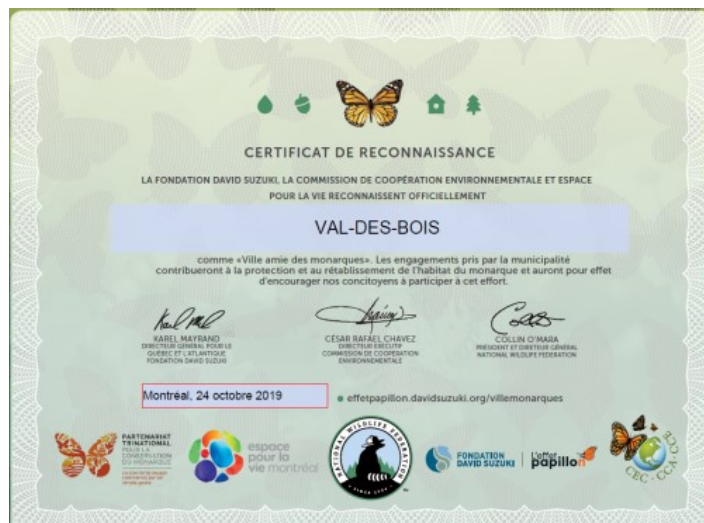 CERTIFICAT DE RECONNAISSANCE
LA FONDATION DAVID SUZUKI, LA COMMISSION DE COOPÉRATION ENVIRONNEMENTALE ET ESPACE
POUR LA VIE RECONNAISSENT OFFICIELLEMENT
VAL-DES-BOIS
comme «Ville amie des monarques». Les engagements pris par la municipalité
contribueront à la protection et au rétablissement de l'habitat du monarque et auront pour effet
d'encourager nos concitoyens à participer à cet effort.
KAREL MAYRAND
DIRECTEUR GÉNÉRAL POUR LE
QUÉBEC ET L'ATLANTIQUE
FONDATION DAVID SUZUKI
CÉSAR RAFAEL CHAVEZ
DIRECTEUR EXÉCUTIF
COMMISSION DE COOPÉRATION
ENVIRONNEMENTALE
COLLIN O'MARA
PRÉSIDENT ET DIRETEUR GÉNÉRAL
NATIONAL WILDLIFE FEDERATION
Montréal, 24 octobre 2019
effetpapillon.davidsuzuki.org/villemonarques
PARTENARIAT
TRINATIONAL
POUR LA
CONSERVATION
DU MONARQUE
espace
pour la
vie montréal
NATIONAL WILDLIFE FEDERATION
SINCE 1936
FONDATION
DAVID SUZUKI
L'effet
papillon
CEC · CCA · CCE